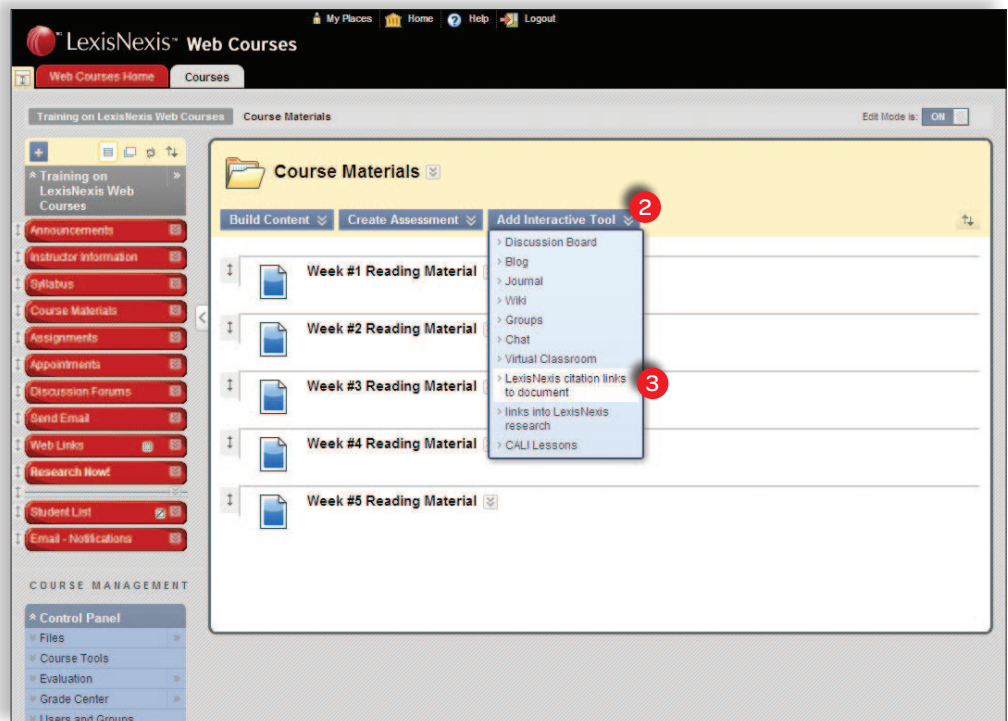 My Places Home Help Logout
LexisNexis™ Web Courses
Web Courses Home Courses
Training on LexisNexis Web Courses Course Materials Edit Mode is: ON
Training on
LexisNexis Web
Courses
Announcements
Instructor Information
Syllabus
Course Materials
Assignments
Appointments
Discussion Forums
Send Email
Web Links
Research Now!
Student List
Email - Notifications
COURSE MANAGEMENT
Control Panel
Files
Course Tools
Evaluation
Grade Center
Users and Groups
Course Materials
Build Content Create Assessment Add Interactive Tool 2
Discussion Board
Blog
Journal
Wiki
Groups
Chat
Virtual Classroom
LexisNexis citation links
to document
3
links into LexisNexis
research
CALI Lessons
Week #1 Reading Material
Week #2 Reading Material
Week #3 Reading Material
Week #4 Reading Material
Week #5 Reading Material